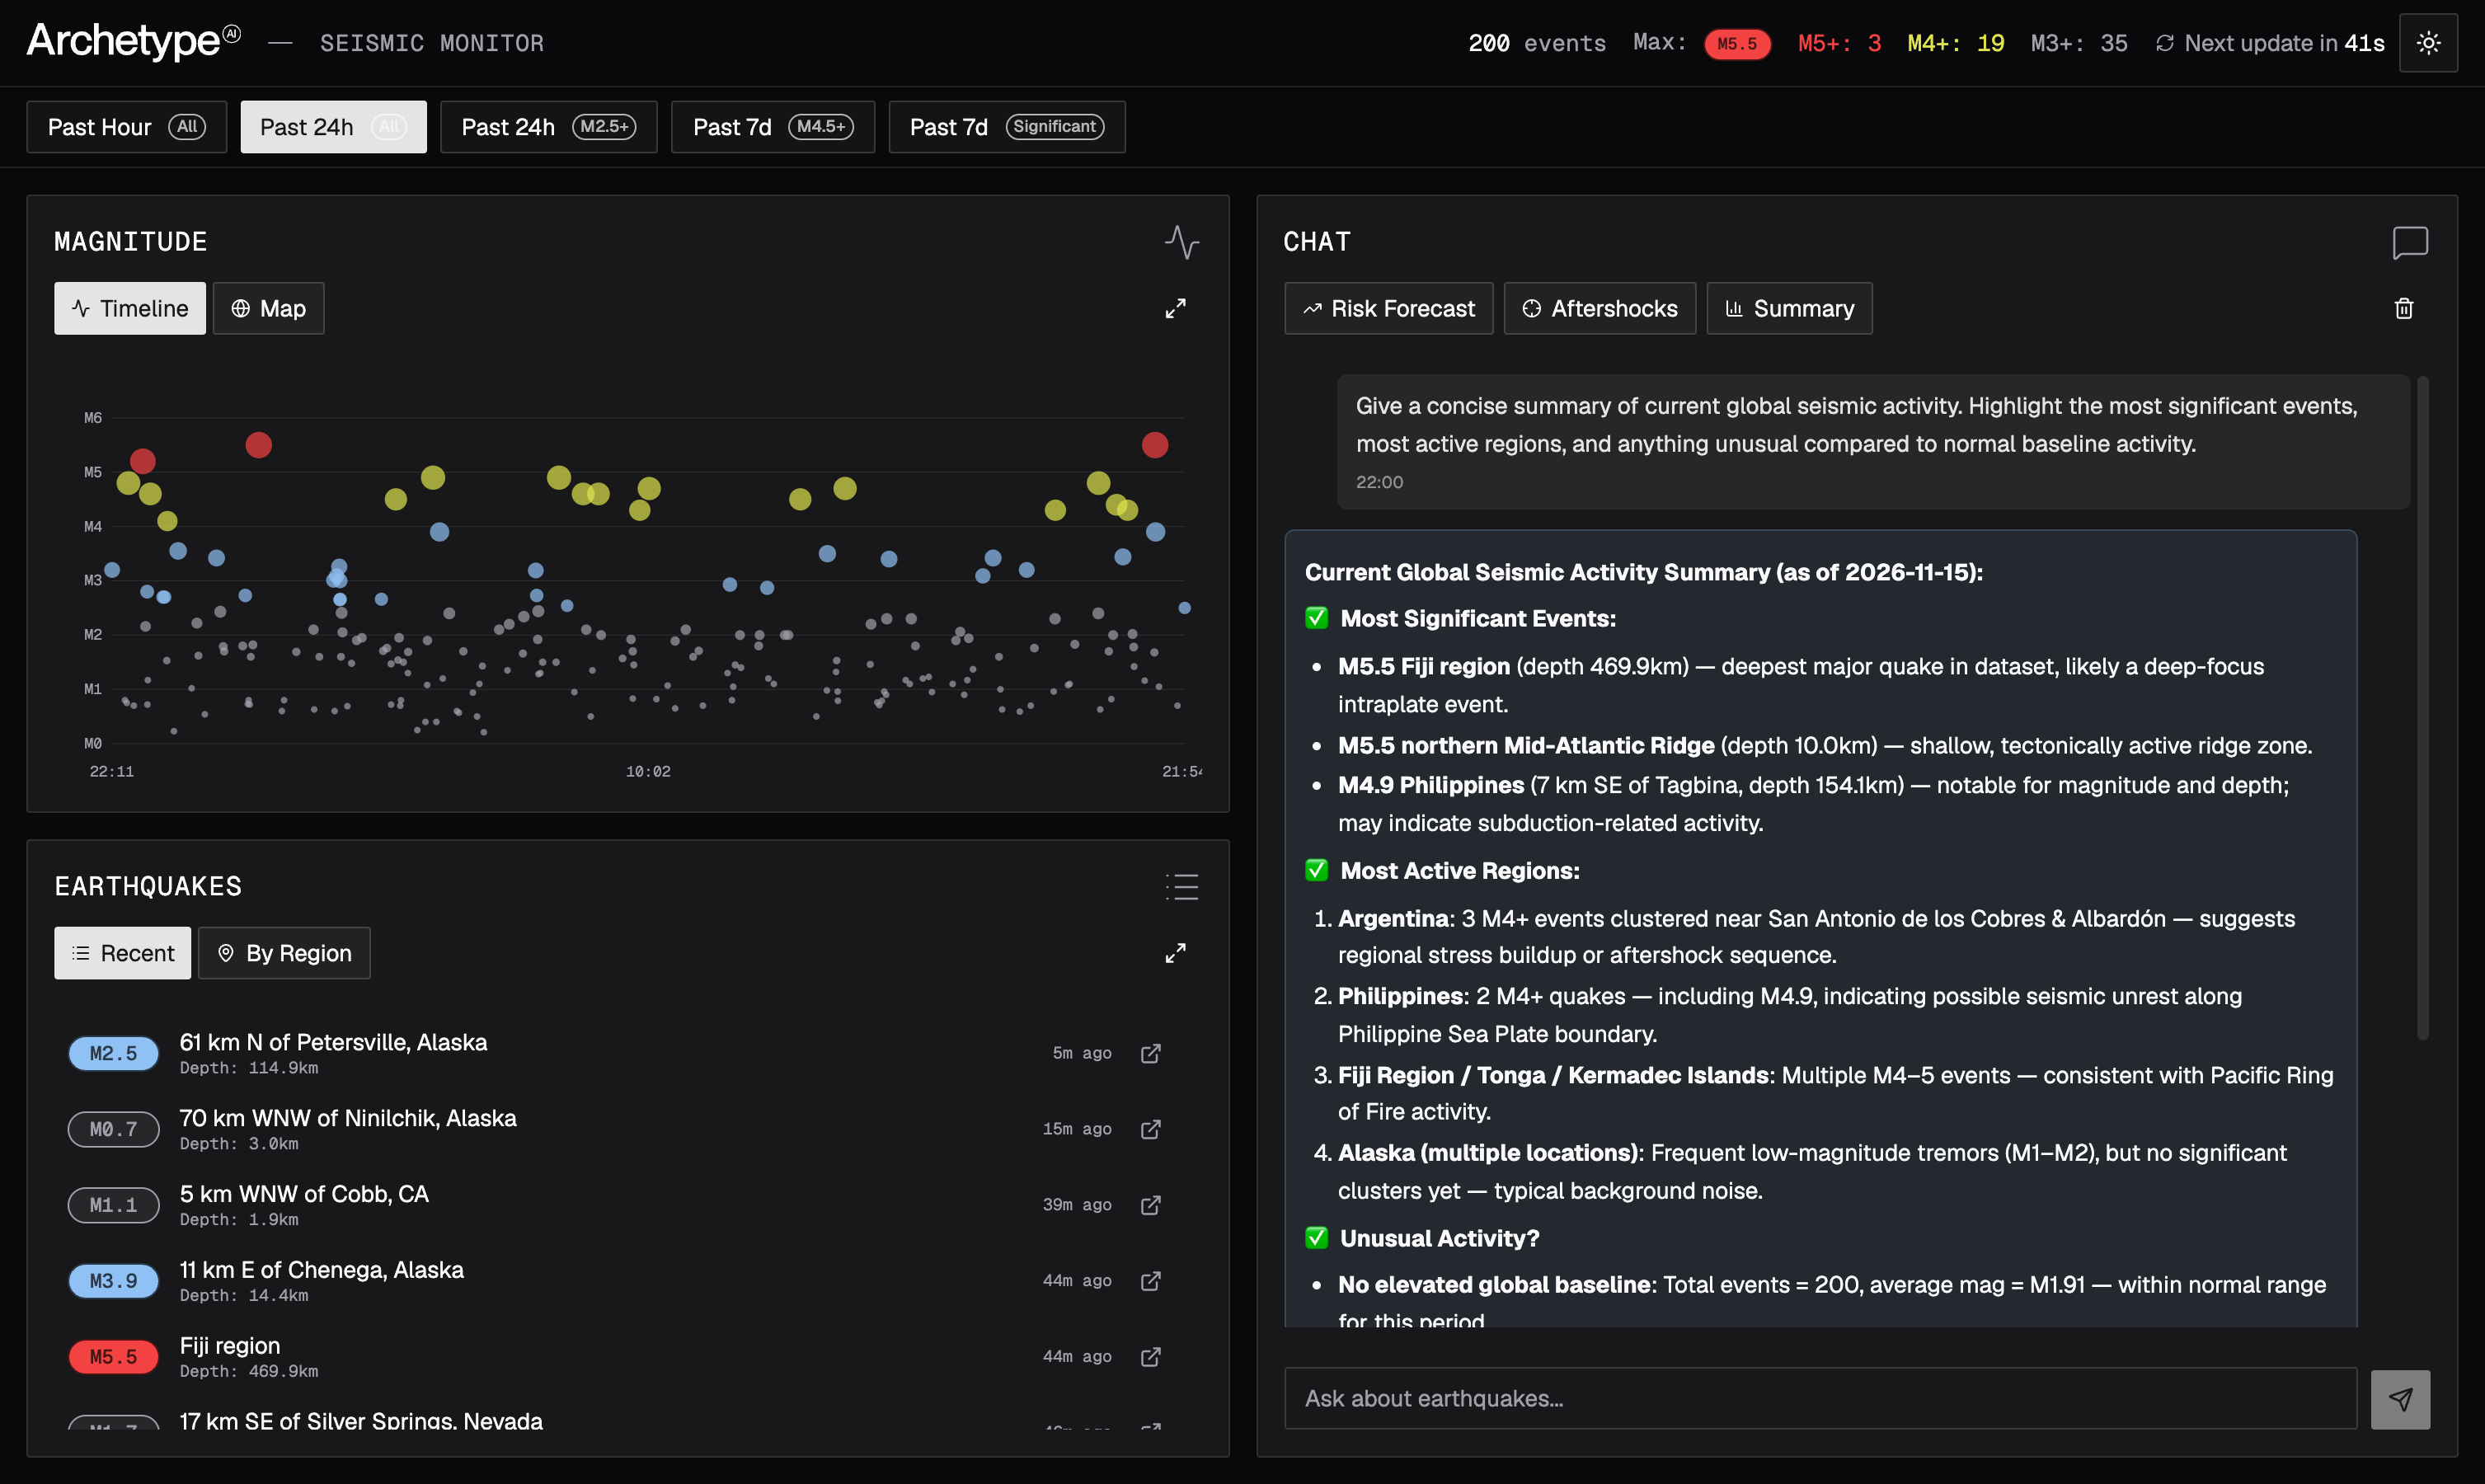 Archetype AI — SEISMIC MONITOR
200 events Max: M5.5 M5+: 3 M4+: 19 M3+: 35 Next update in 41s
Past Hour All Past 24h All Past 24h M2.5+ Past 7d M4.5+ Past 7d Significant
MAGNITUDE
Timeline Map
M6
M5
M4
M3
M2
M1
M0
22:11 10:02 21:54
EARTHQUAKES
Recent By Region
M2.5 61 km N of Petersville, Alaska 5m ago
Depth: 114.9km
M0.7 70 km WNW of Ninilchik, Alaska 15m ago
Depth: 3.0km
M1.1 5 km WNW of Cobb, CA 39m ago
Depth: 1.9km
M3.9 11 km E of Chenega, Alaska 44m ago
Depth: 14.4km
M5.5 Fiji region 44m ago
Depth: 469.9km
17 km SE of Silver Springs, Nevada
CHAT
Risk Forecast Aftershocks Summary
Give a concise summary of current global seismic activity. Highlight the most significant events,
most active regions, and anything unusual compared to normal baseline activity.
22:00
Current Global Seismic Activity Summary (as of 2026-11-15):
✅ Most Significant Events:
• M5.5 Fiji region (depth 469.9km) — deepest major quake in dataset, likely a deep-focus
intraplate event.
• M5.5 northern Mid-Atlantic Ridge (depth 10.0km) — shallow, tectonically active ridge zone.
• M4.9 Philippines (7 km SE of Tagbina, depth 154.1km) — notable for magnitude and depth;
may indicate subduction-related activity.
✅ Most Active Regions:
1. Argentina: 3 M4+ events clustered near San Antonio de los Cobres & Albardón — suggests
regional stress buildup or aftershock sequence.
2. Philippines: 2 M4+ quakes — including M4.9, indicating possible seismic unrest along
Philippine Sea Plate boundary.
3. Fiji Region / Tonga / Kermadec Islands: Multiple M4–5 events — consistent with Pacific Ring
of Fire activity.
4. Alaska (multiple locations): Frequent low-magnitude tremors (M1–M2), but no significant
clusters yet — typical background noise.
✅ Unusual Activity?
• No elevated global baseline: Total events = 200, average mag = M1.91 — within normal range
for this period
Ask about earthquakes...